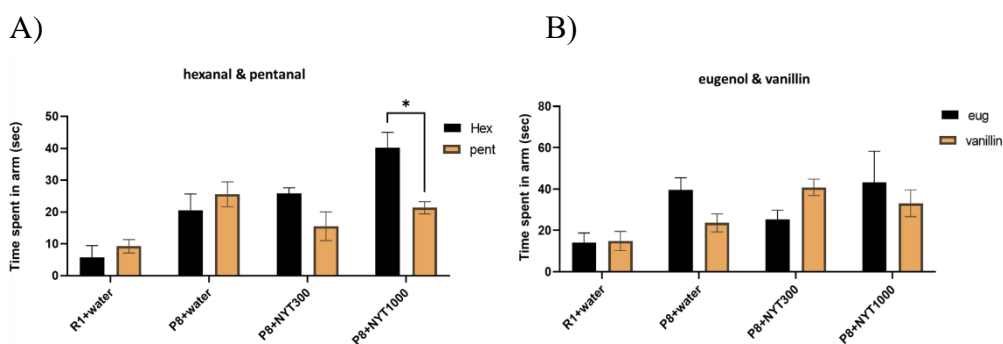 A)
hexanal & pentanal
Time spent in arm (sec)
50
40
30
20
10
0
*
Hex
pent
R1+water
P8+water
P8+NYT300
P8+NYT1000
B)
eugenol & vanillin
Time spent in arm (sec)
80
60
40
20
0
eug
vanillin
R1+water
P8+water
P8+NYT300
P8+NYT1000